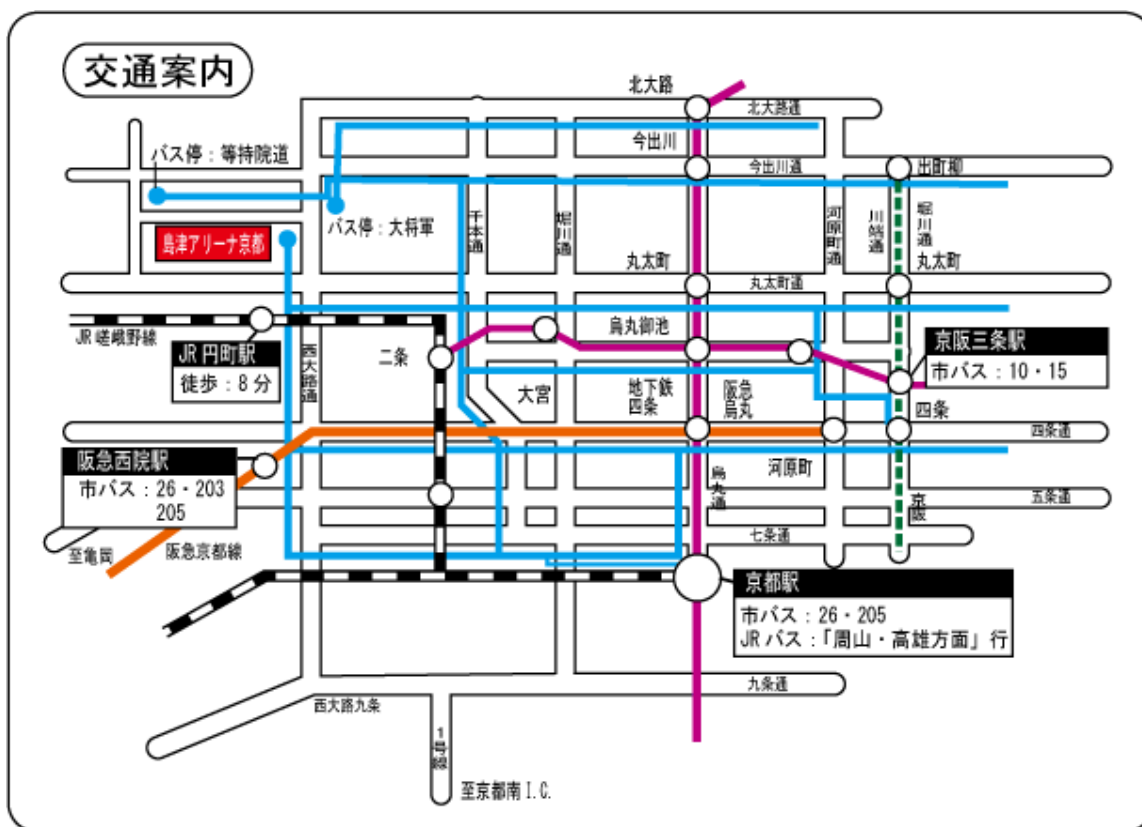 交通案内
北大路
北大路通
今出川
今出川通
出町柳
バス停：等持院道
バス停：大将軍
島津アリーナ京都
千本通
堀川通
河原町通
川端通
堀川通
丸太町
丸太町通
丸太町
JR嵯峨野線
JR円町駅
徒歩：8分
西大路通
二条
烏丸御池
京阪三条駅
市バス：10・15
大宮
地下鉄
四条
阪急
烏丸
四条
四条通
阪急西院駅
市バス：26・203
205
河原町
烏丸通
五条通
京阪
七条通
至亀岡
阪急京都線
京都駅
市バス：26・205
JRバス：「周山・高雄方面」行
九条通
西大路九条
1号線
至京都南I.C.